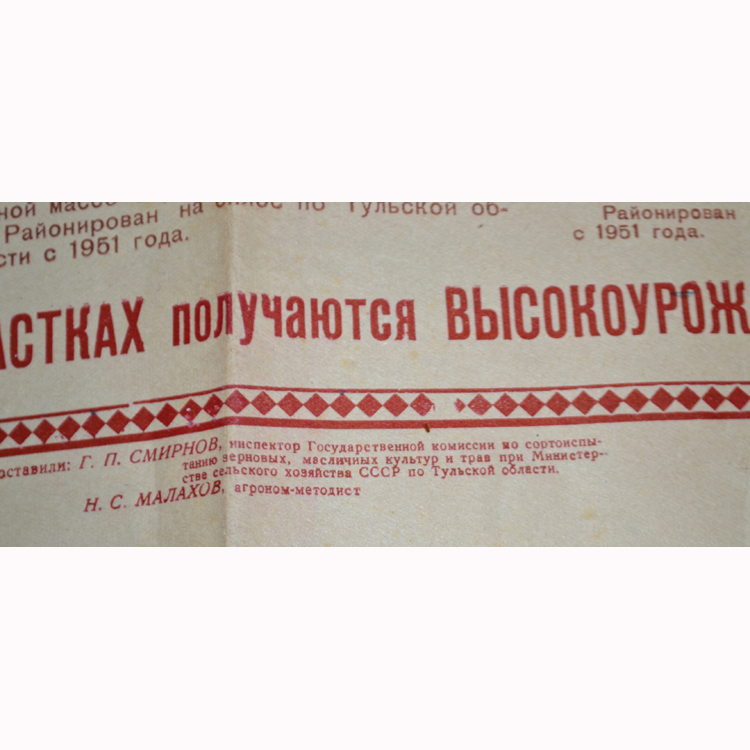 ной массе на силос по Тульской об-
Районирован
сти с 1951 года.
Районирован
с 1951 года.
АСТКАХ получаются ВЫСОКОУРОЖ
оставили: Г. П. СМИРНОВ, инспектор Государственной комиссии по сортоиспы-
танию зерновых, масличных культур и трав при Министер-
стве сельского хозяйства СССР по Тульской области.
Н. С. МАЛАХОВ, агроном-методист